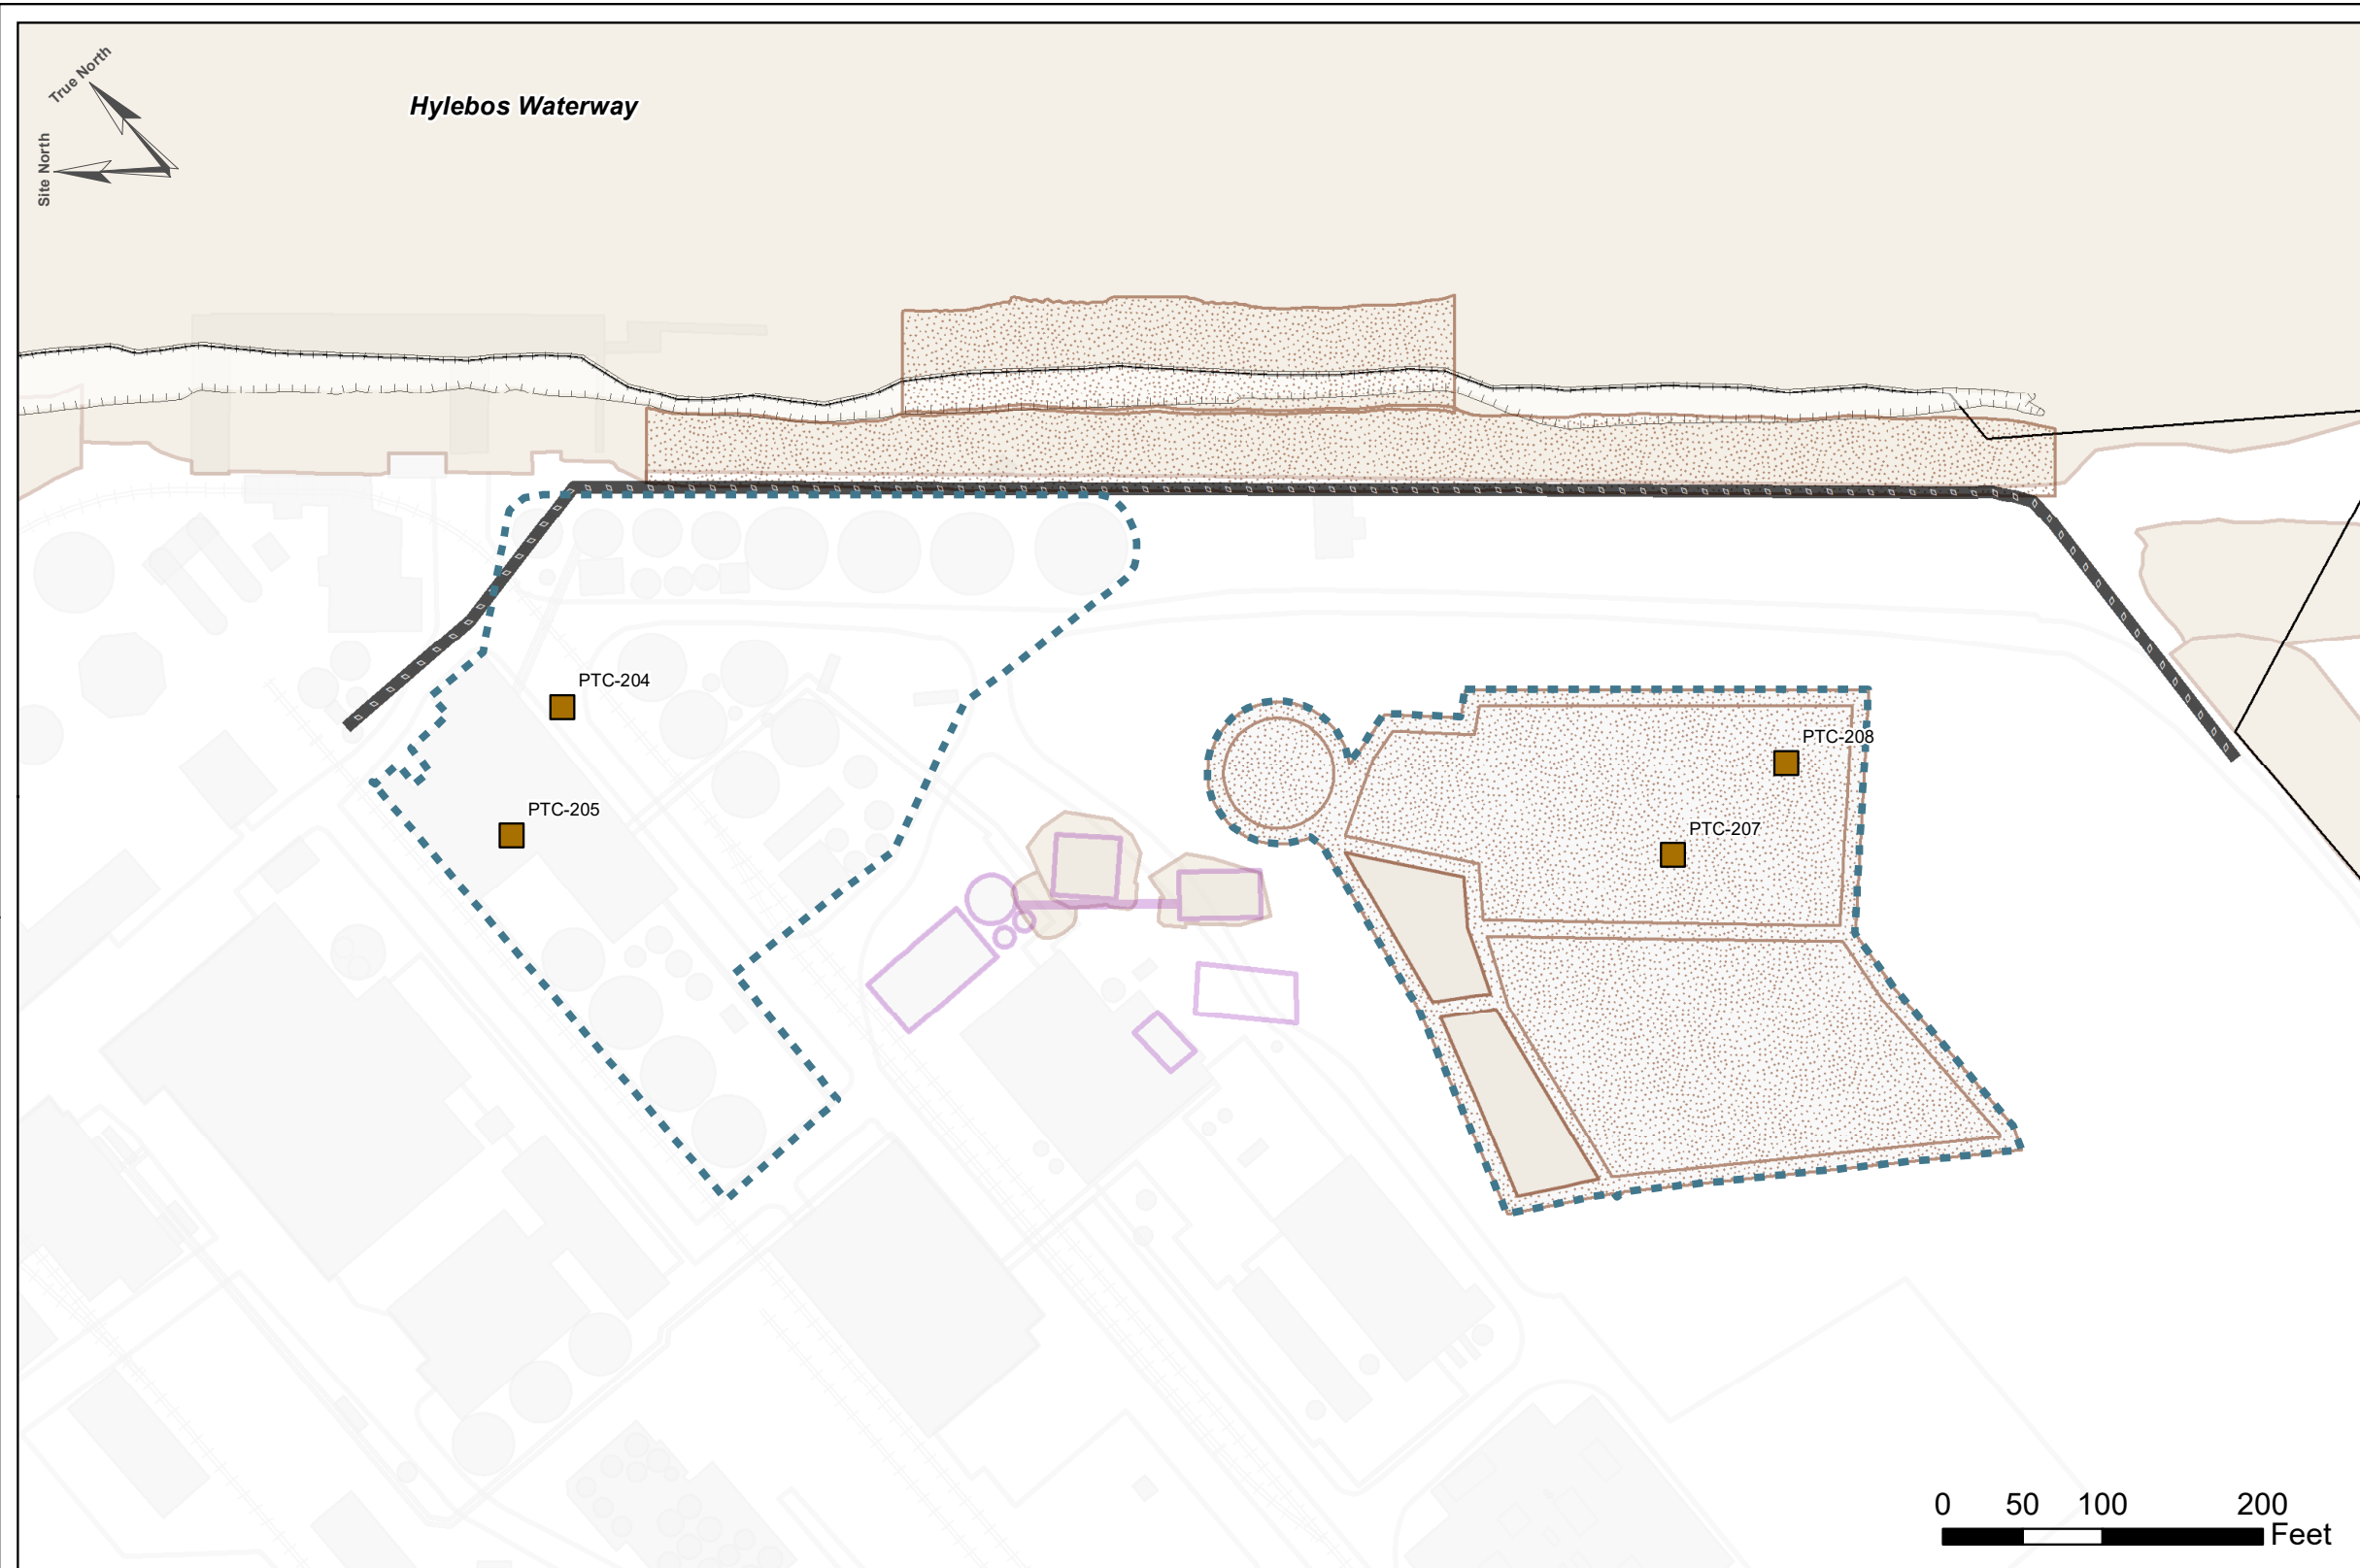 True North
Site North
Hylebos Waterway
PTC-204
PTC-205
PTC-208
PTC-207
0 50 100 200
Feet